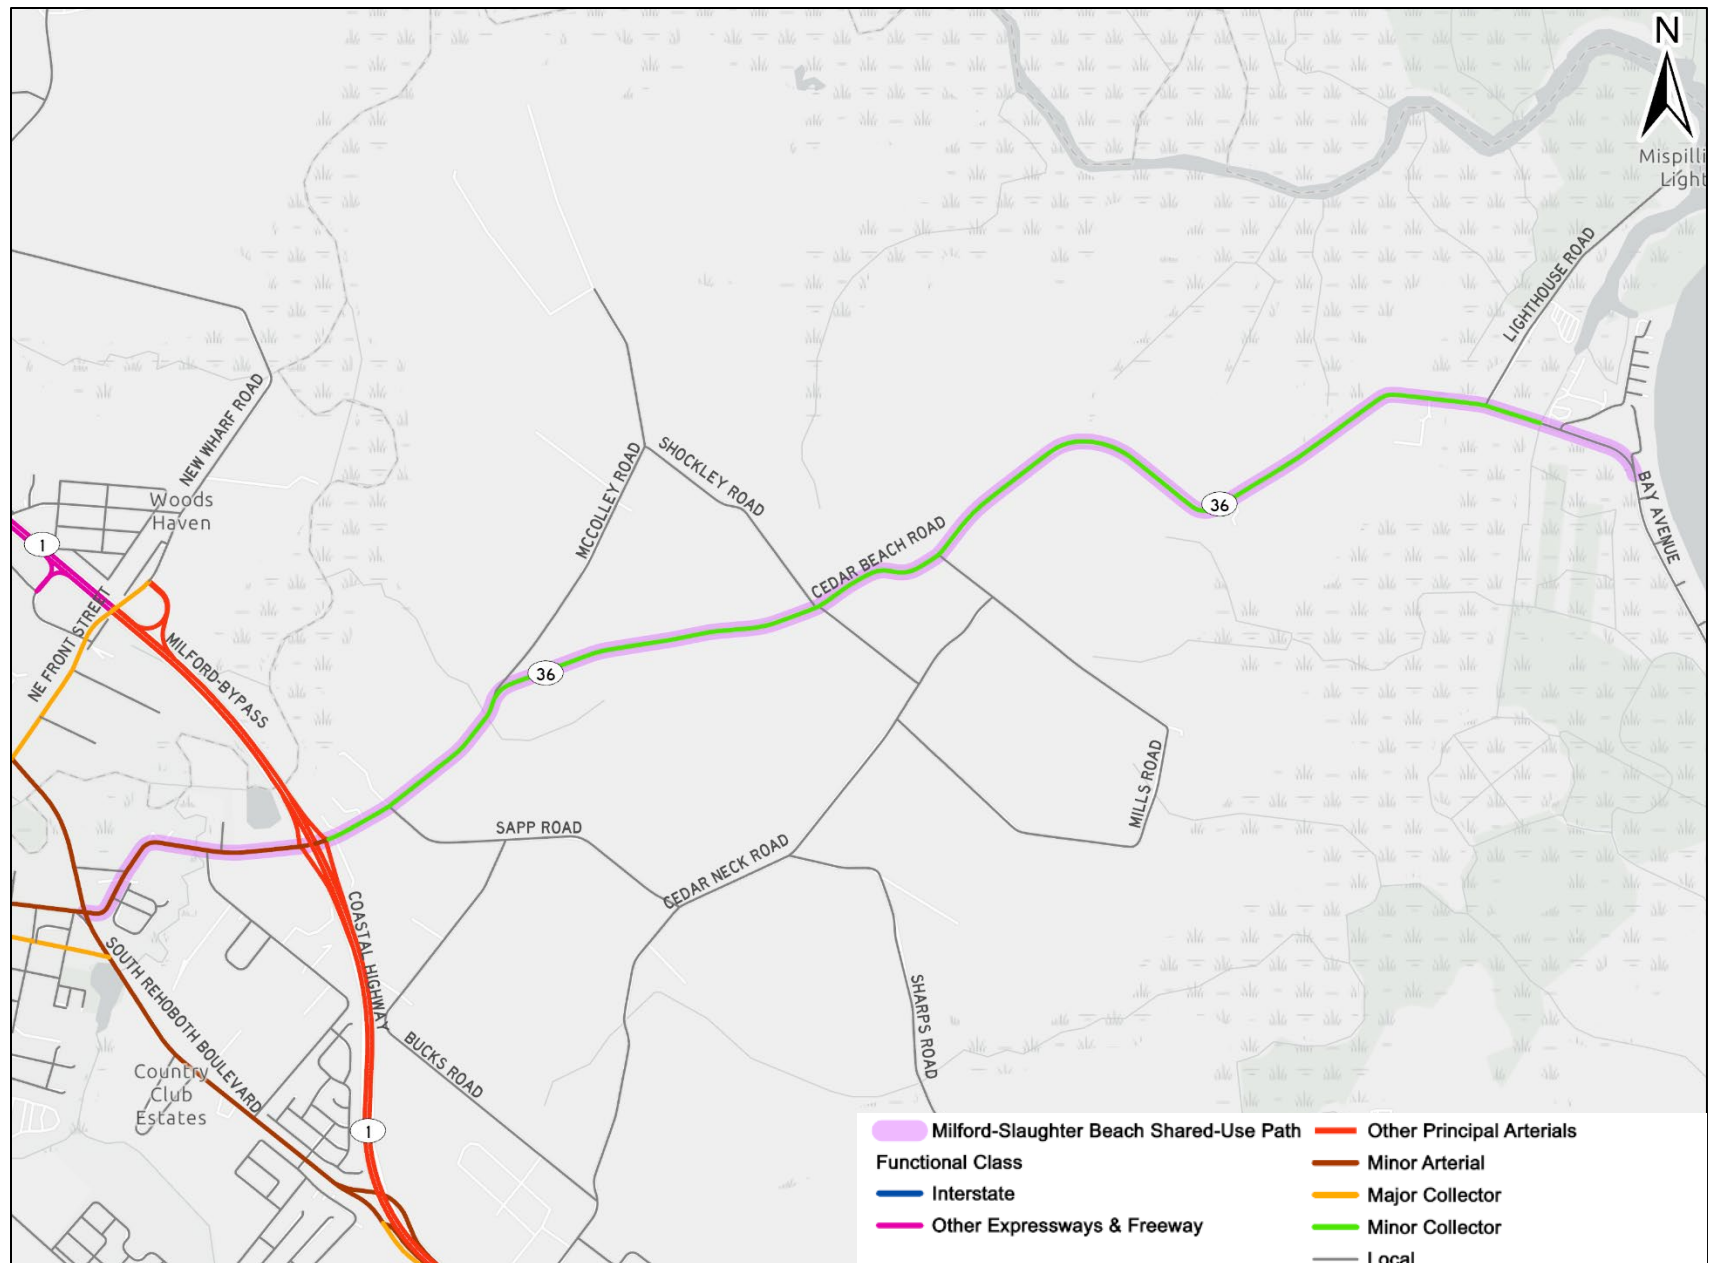 N
Mispilli
Light
LIGHTHOUSE ROAD
NEW WHARF ROAD
MCCOLLEY ROAD
SHOCKLEY ROAD
Woods
Haven
36
BAY AVENUE
1
CEDAR BEACH ROAD
NE FRONT STREET
MILFORD-BYPASS
36
MILLS ROAD
SAPP ROAD
CEDAR NECK ROAD
COASTAL HIGHWAY
SOUTH REHOBOTH BOULEVARD
SHARPS ROAD
BUCKS ROAD
Country
Club
Estates
1
Milford-Slaughter Beach Shared-Use Path
Functional Class
Interstate
Other Expressways & Freeway
Other Principal Arterials
Minor Arterial
Major Collector
Minor Collector
Local